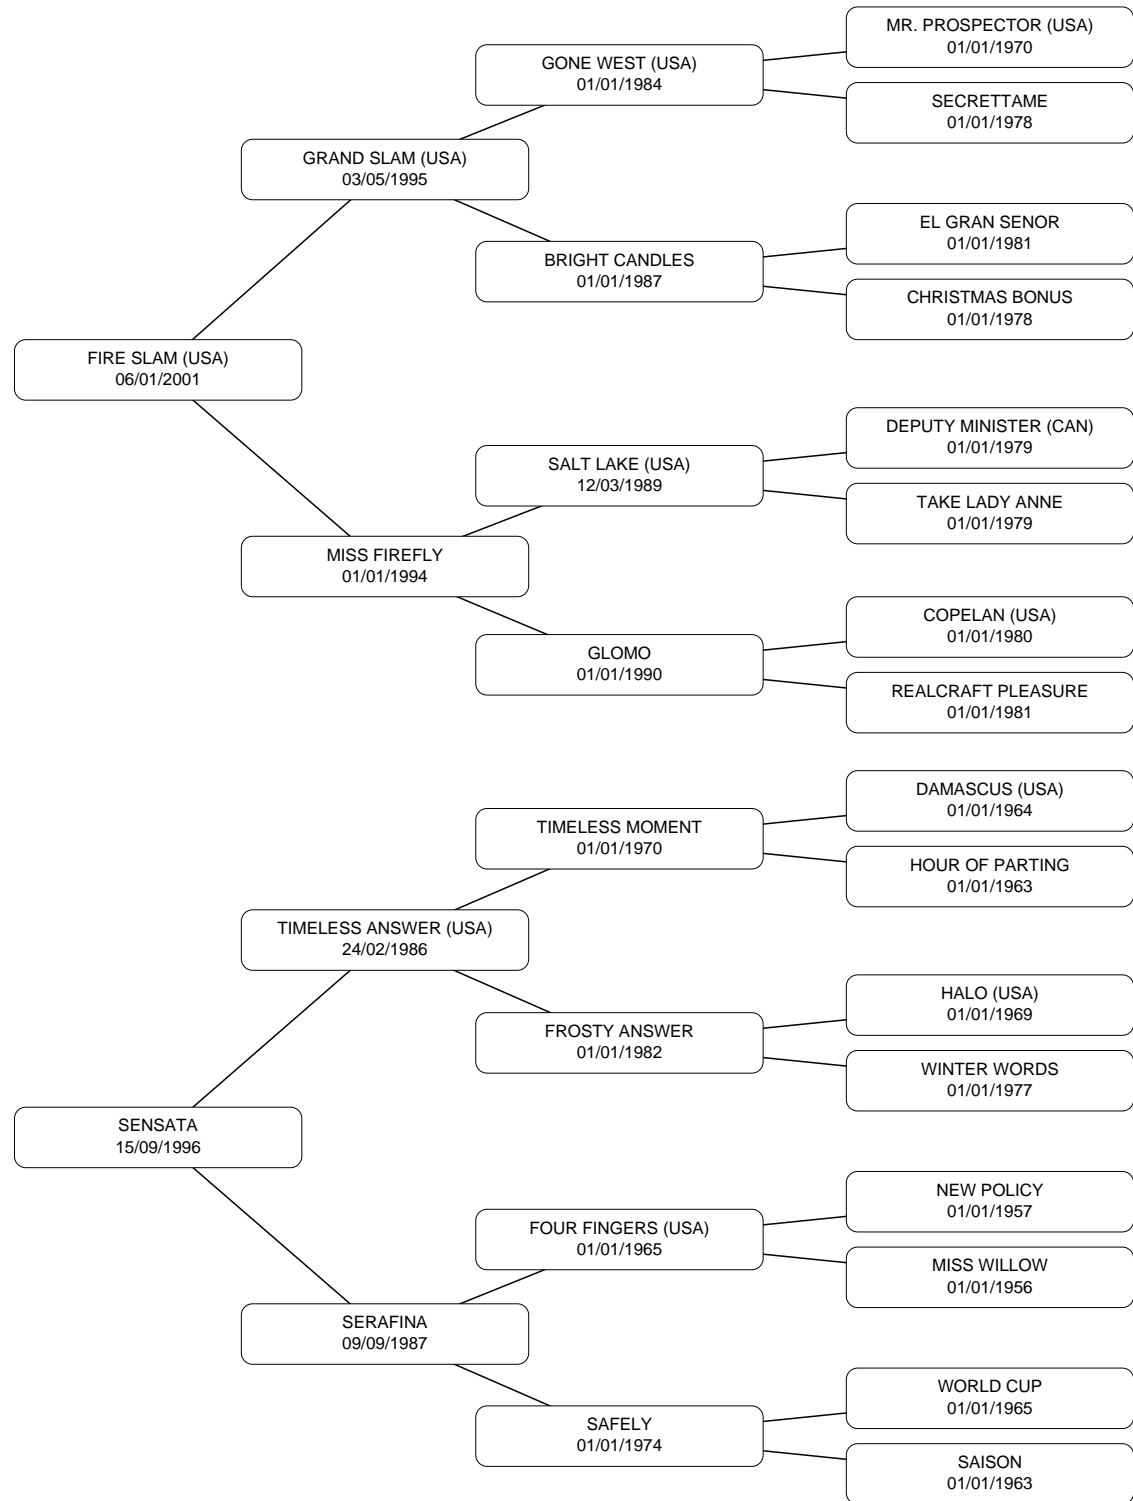 MR. PROSPECTOR (USA)
01/01/1970
GONE WEST (USA)
01/01/1984
SECRETTAME
01/01/1978
GRAND SLAM (USA)
03/05/1995
EL GRAN SENOR
01/01/1981
BRIGHT CANDLES
01/01/1987
CHRISTMAS BONUS
01/01/1978
FIRE SLAM (USA)
06/01/2001
DEPUTY MINISTER (CAN)
01/01/1979
SALT LAKE (USA)
12/03/1989
TAKE LADY ANNE
01/01/1979
MISS FIREFLY
01/01/1994
COPELAN (USA)
01/01/1980
GLOMO
01/01/1990
REALCRAFT PLEASURE
01/01/1981
DAMASCUS (USA)
01/01/1964
TIMELESS MOMENT
01/01/1970
HOUR OF PARTING
01/01/1963
TIMELESS ANSWER (USA)
24/02/1986
HALO (USA)
01/01/1969
FROSTY ANSWER
01/01/1982
WINTER WORDS
01/01/1977
SENSATA
15/09/1996
NEW POLICY
01/01/1957
FOUR FINGERS (USA)
01/01/1965
MISS WILLOW
01/01/1956
SERAFINA
09/09/1987
WORLD CUP
01/01/1965
SAFELY
01/01/1974
SAISON
01/01/1963